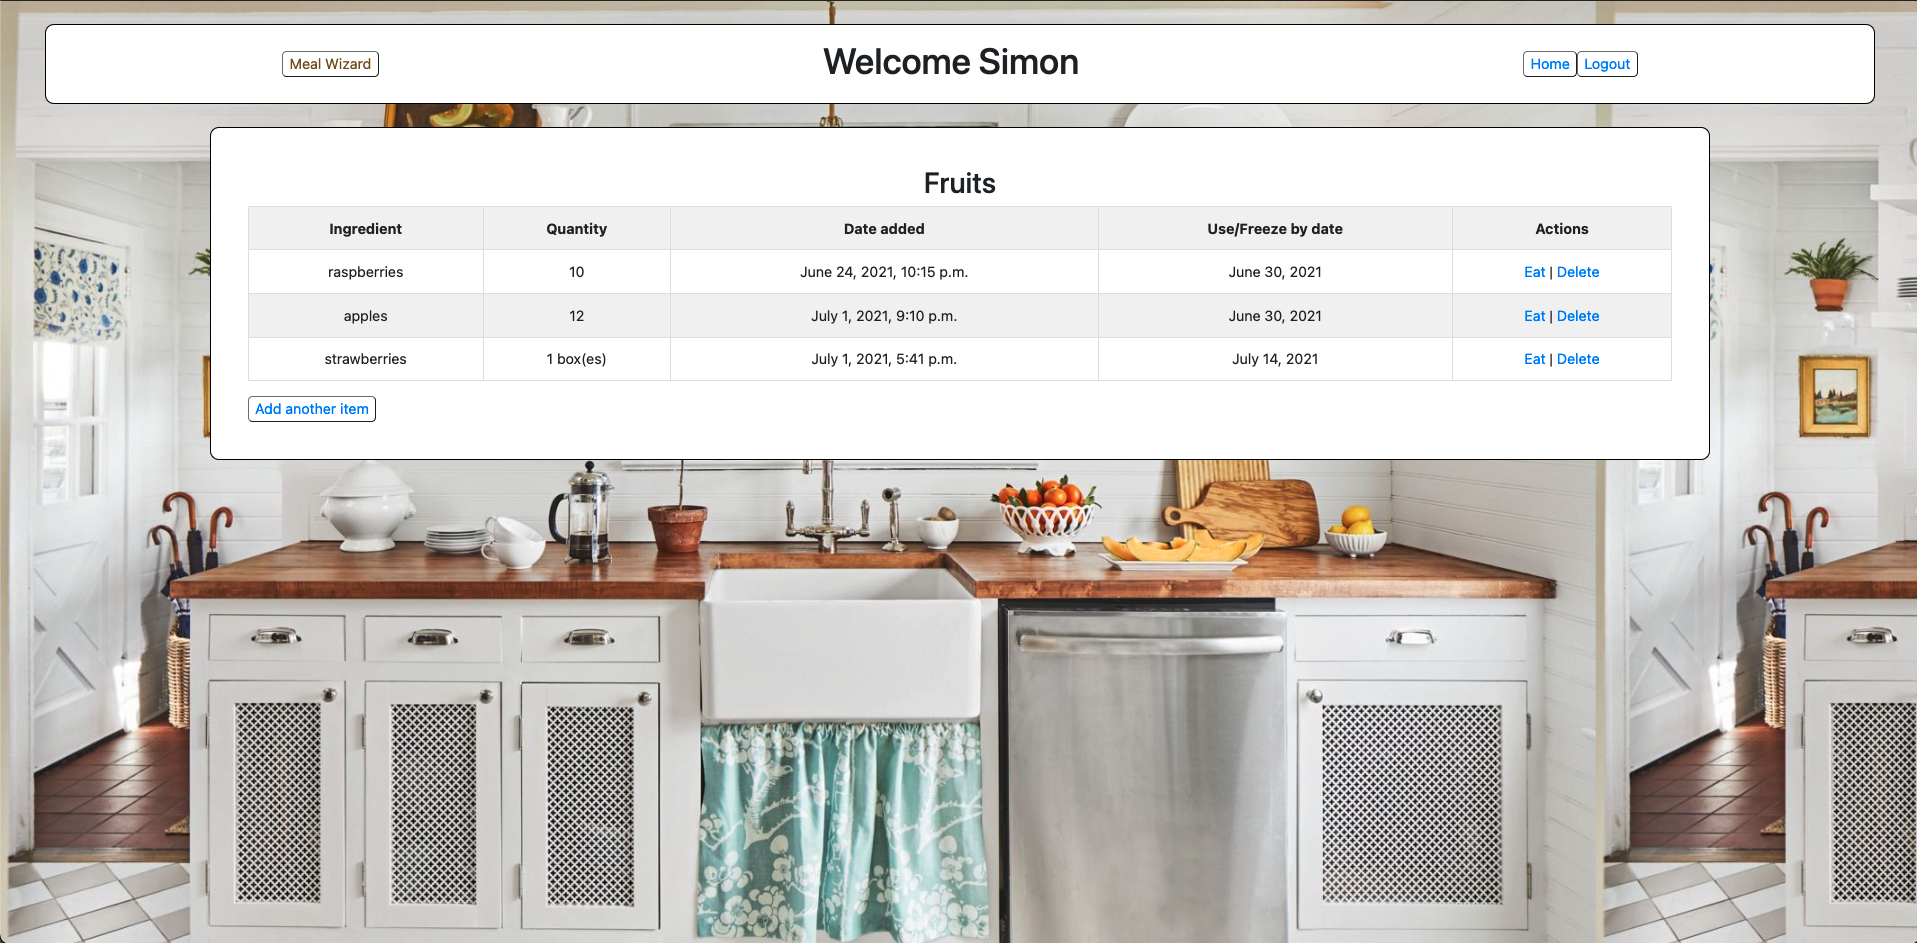 Meal Wizard
Welcome Simon
Home Logout
Fruits
Ingredient Quantity Date added Use/Freeze by date Actions
raspberries 10 June 24, 2021, 10:15 p.m. June 30, 2021 Eat | Delete
apples 12 July 1, 2021, 9:10 p.m. June 30, 2021 Eat | Delete
strawberries 1 box(es) July 1, 2021, 5:41 p.m. July 14, 2021 Eat | Delete
Add another item